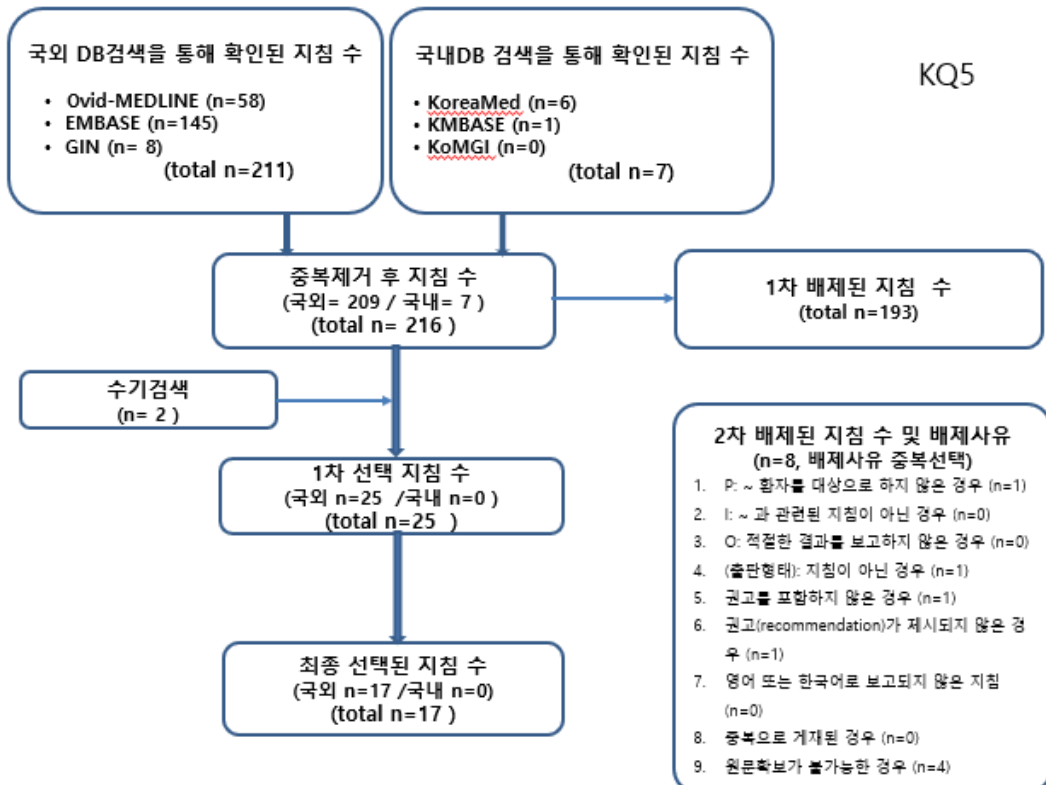 국외 DB검색을 통해 확인된 지침 수
• Ovid-MEDLINE (n=58)
• EMBASE (n=145)
• GIN (n= 8)
(total n=211)
국내DB 검색을 통해 확인된 지침 수
• KoreaMed (n=6)
• KMBASE (n=1)
• KoMGI (n=0)
(total n=7)
KQ5
중복제거 후 지침 수
(국외= 209 / 국내= 7 )
(total n= 216 )
1차 배제된 지침 수
(total n=193)
수기검색
(n= 2 )
1차 선택 지침 수
(국외 n=25 /국내 n=0 )
(total n=25 )
2차 배제된 지침 수 및 배제사유
(n=8, 배제사유 중복선택)
1. P: ~ 환자를 대상으로 하지 않은 경우 (n=1)
2. I: ~ 과 관련된 지침이 아닌 경우 (n=0)
3. O: 적절한 결과를 보고하지 않은 경우 (n=0)
4. (출판형태): 지침이 아닌 경우 (n=1)
5. 권고를 포함하지 않은 경우 (n=1)
6. 권고(recommendation)가 제시되지 않은 경
우 (n=1)
7. 영어 또는 한국어로 보고되지 않은 지침
(n=0)
8. 중복으로 게재된 경우 (n=0)
9. 원문확보가 불가능한 경우 (n=4)
최종 선택된 지침 수
(국외 n=17 /국내 n=0)
(total n=17 )